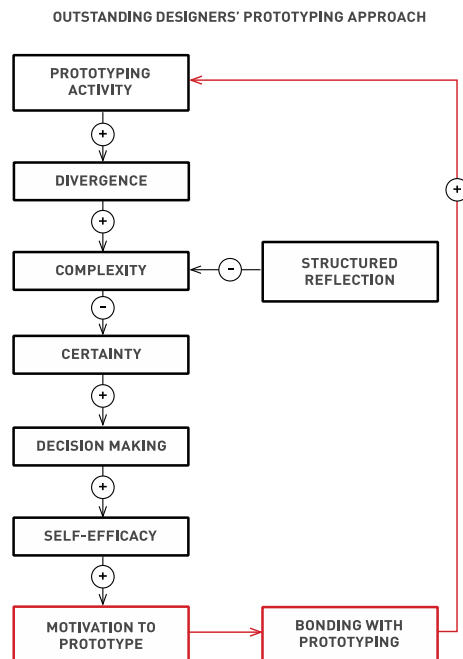 OUTSTANDING DESIGNERS' PROTOTYPING APPROACH
PROTOTYPING
ACTIVITY
+
+
DIVERGENCE
+
COMPLEXITY
-
STRUCTURED
REFLECTION
-
CERTAINTY
+
DECISION MAKING
+
SELF-EFFICACY
+
MOTIVATION TO
PROTOTYPE
BONDING WITH
PROTOTYPING